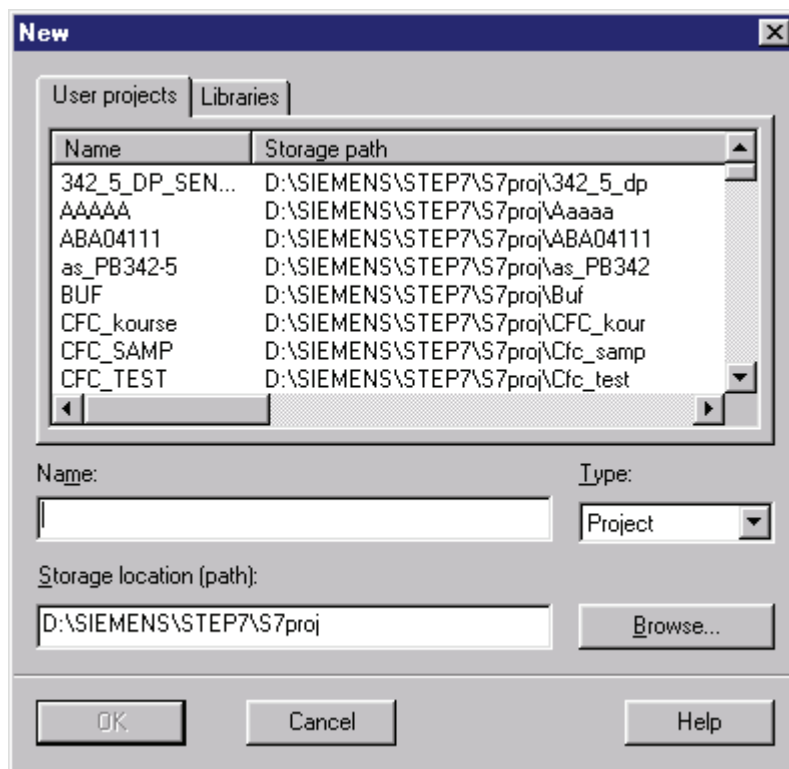 New
User projects Libraries
Name Storage path
342_5_DP_SEN... D:\SIEMENS\STEP7\S7proj\342_5_dp
AAAAA D:\SIEMENS\STEP7\S7proj\Aaaaa
ABA04111 D:\SIEMENS\STEP7\S7proj\ABA04111
as_PB342-5 D:\SIEMENS\STEP7\S7proj\as_PB342
BUF D:\SIEMENS\STEP7\S7proj\Buf
CFC_kourse D:\SIEMENS\STEP7\S7proj\CFC_kour
CFC_SAMP D:\SIEMENS\STEP7\S7proj\Cfc_samp
CFC_TEST D:\SIEMENS\STEP7\S7proj\Cfc_test
Name: Type:
Project
Storage location (path):
D:\SIEMENS\STEP7\S7proj Browse...
OK Cancel Help